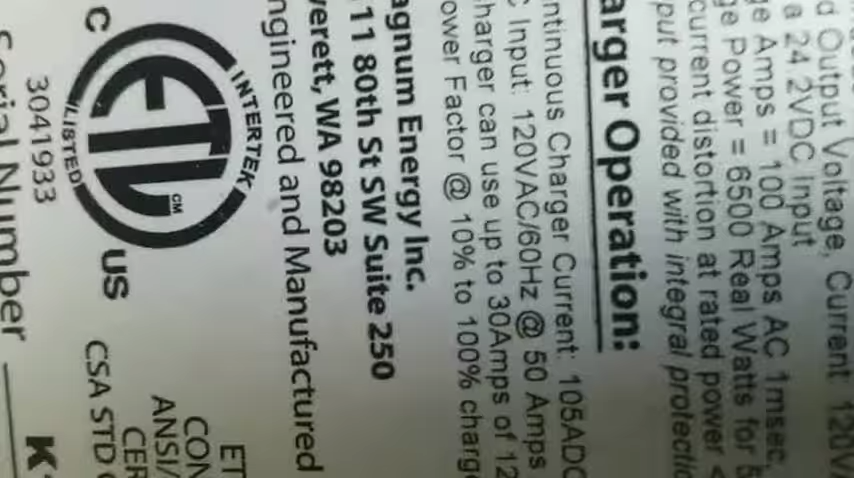 d Output Voltage, Current: 120V
a 24.2VDC Input
ge Amps = 100 Amps AC 1msec,
ge Power = 6500 Real Watts for 5
current distortion at rated power <
put provided with integral protectio
arger Operation:
ntinuous Charger Current: 105ADC
C Input: 120VAC/60Hz @ 50 Amps
harger can use up to 30Amps of 12
ower Factor @ 10% to 100% charg
agnum Energy Inc.
11 80th St SW Suite 250
verett, WA 98203
ngineered and Manufactured
INTERTEK
ETL CM
LISTED
C US
3041933
ET
CON
ANSI/
CER
CSA STD
Serial Number K